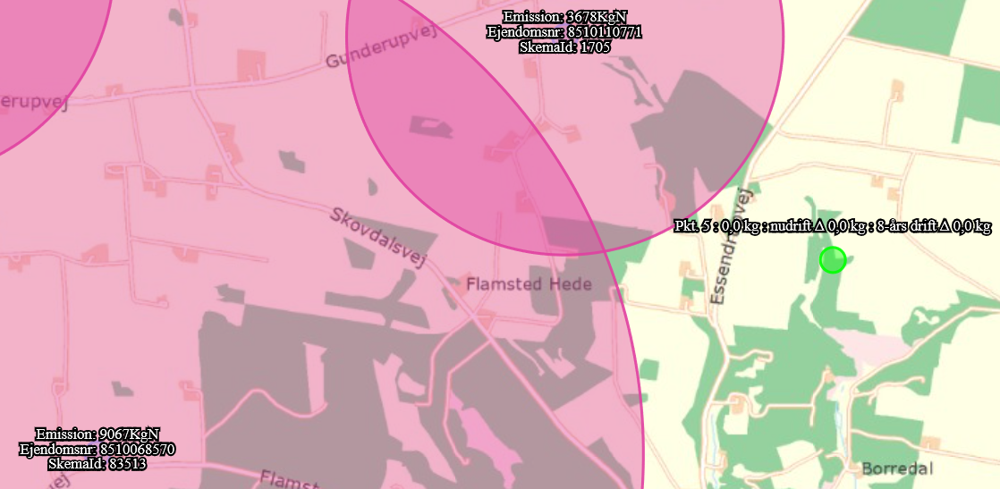 Emission: 3678KgN
Ejendomsnr: 8510110771
SkemaId: 1705
Gunderupvej
erupvej
Skovdalsvej
Pkt. 5 : 0,0 kg : nudrift Δ 0,0 kg : 8-års drift Δ 0,0 kg
Flamsted Hede
Emission: 9067KgN
Ejendomsnr: 8510068570
SkemaId: 83513
Borredal
Flamst
vej